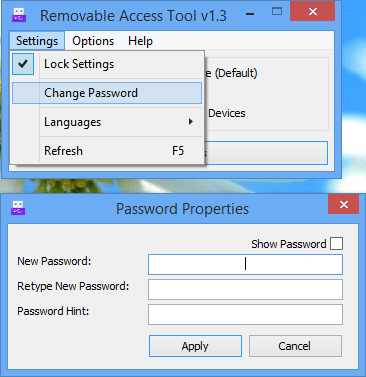 Removable Access Tool v1.3
Settings Options Help
Lock Settings
e (Default)
Change Password
Devices
Languages
Refresh F5
Password Properties
Show Password
New Password:
Retype New Password:
Password Hint:
Apply Cancel